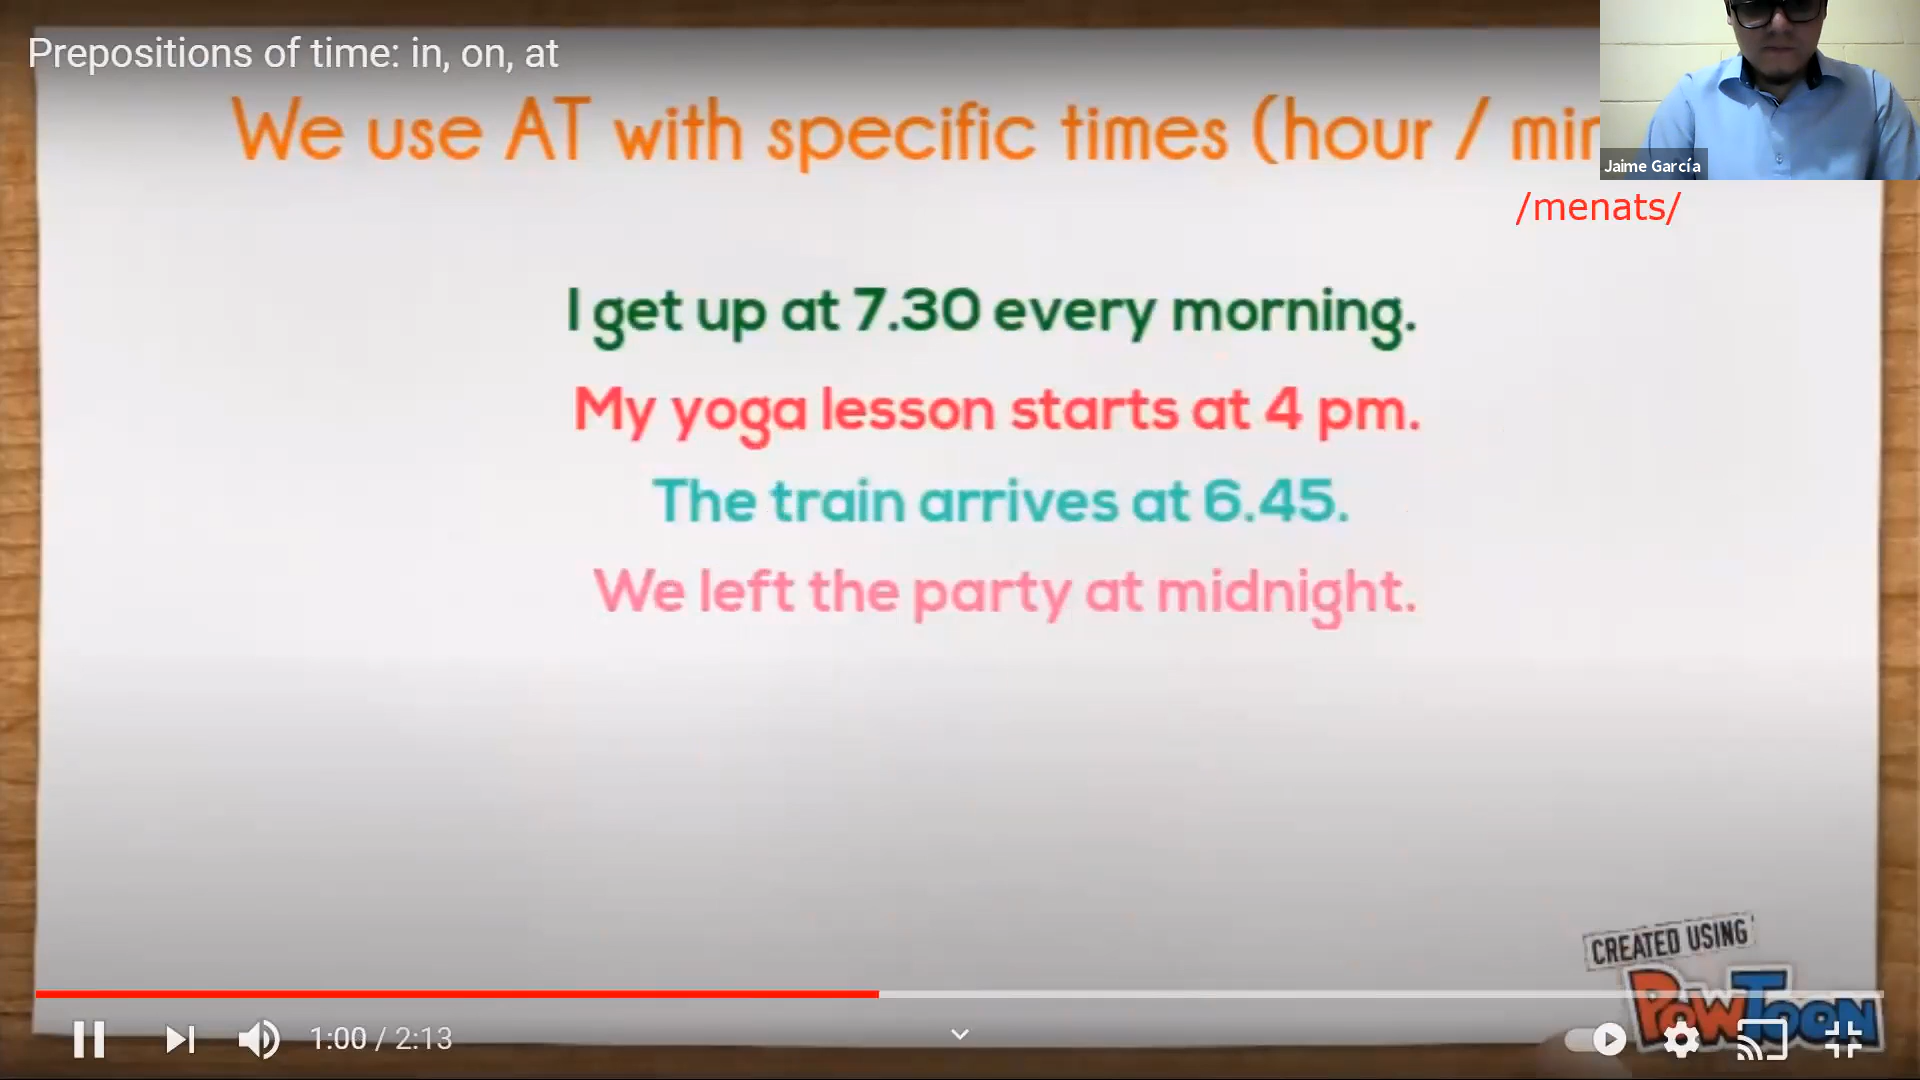 Prepositions of time: in, on, at
We use AT with specific times (hour / min
Jaime García
/menats/
I get up at 7.30 every morning.
My yoga lesson starts at 4 pm.
The train arrives at 6.45.
We left the party at midnight.
CREATED USING
POWTOON
1:00 / 2:13